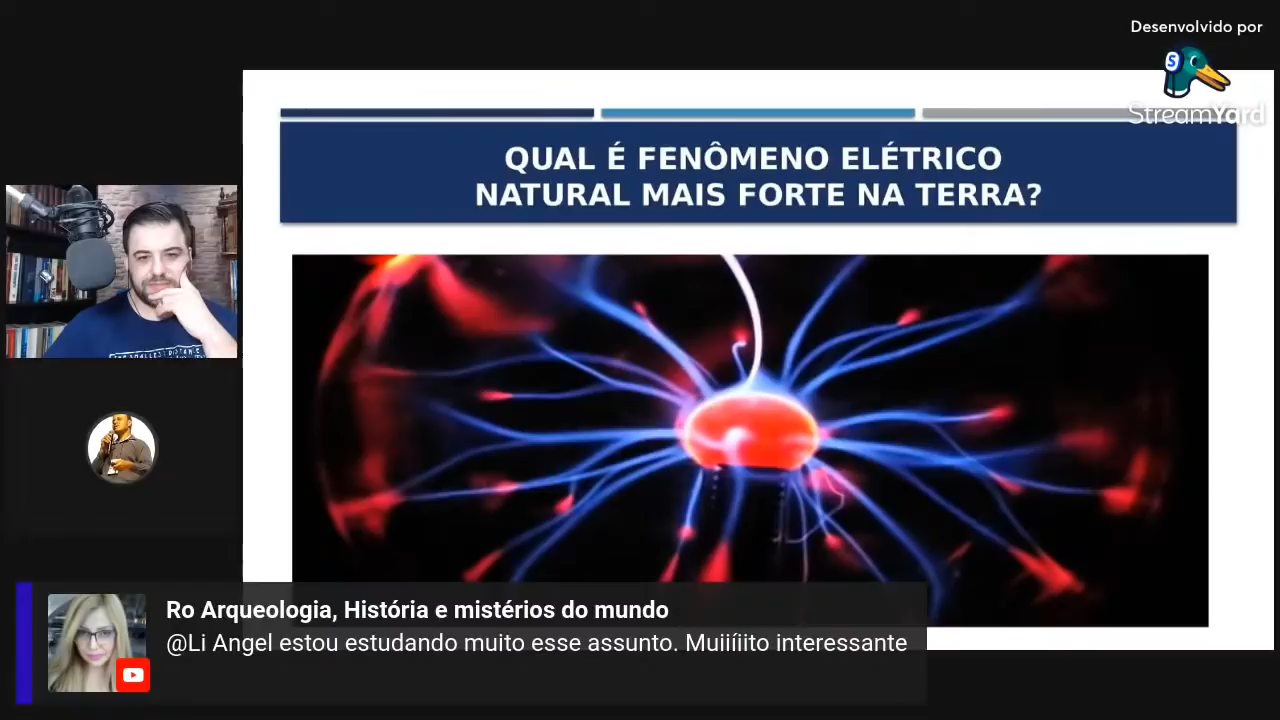 Desenvolvido por
S
StreamYard
QUAL É FENÔMENO ELÉTRICO
NATURAL MAIS FORTE NA TERRA?
Ro Arqueologia, História e mistérios do mundo
@Li Angel estou estudando muito esse assunto. Muiiíiito interessante